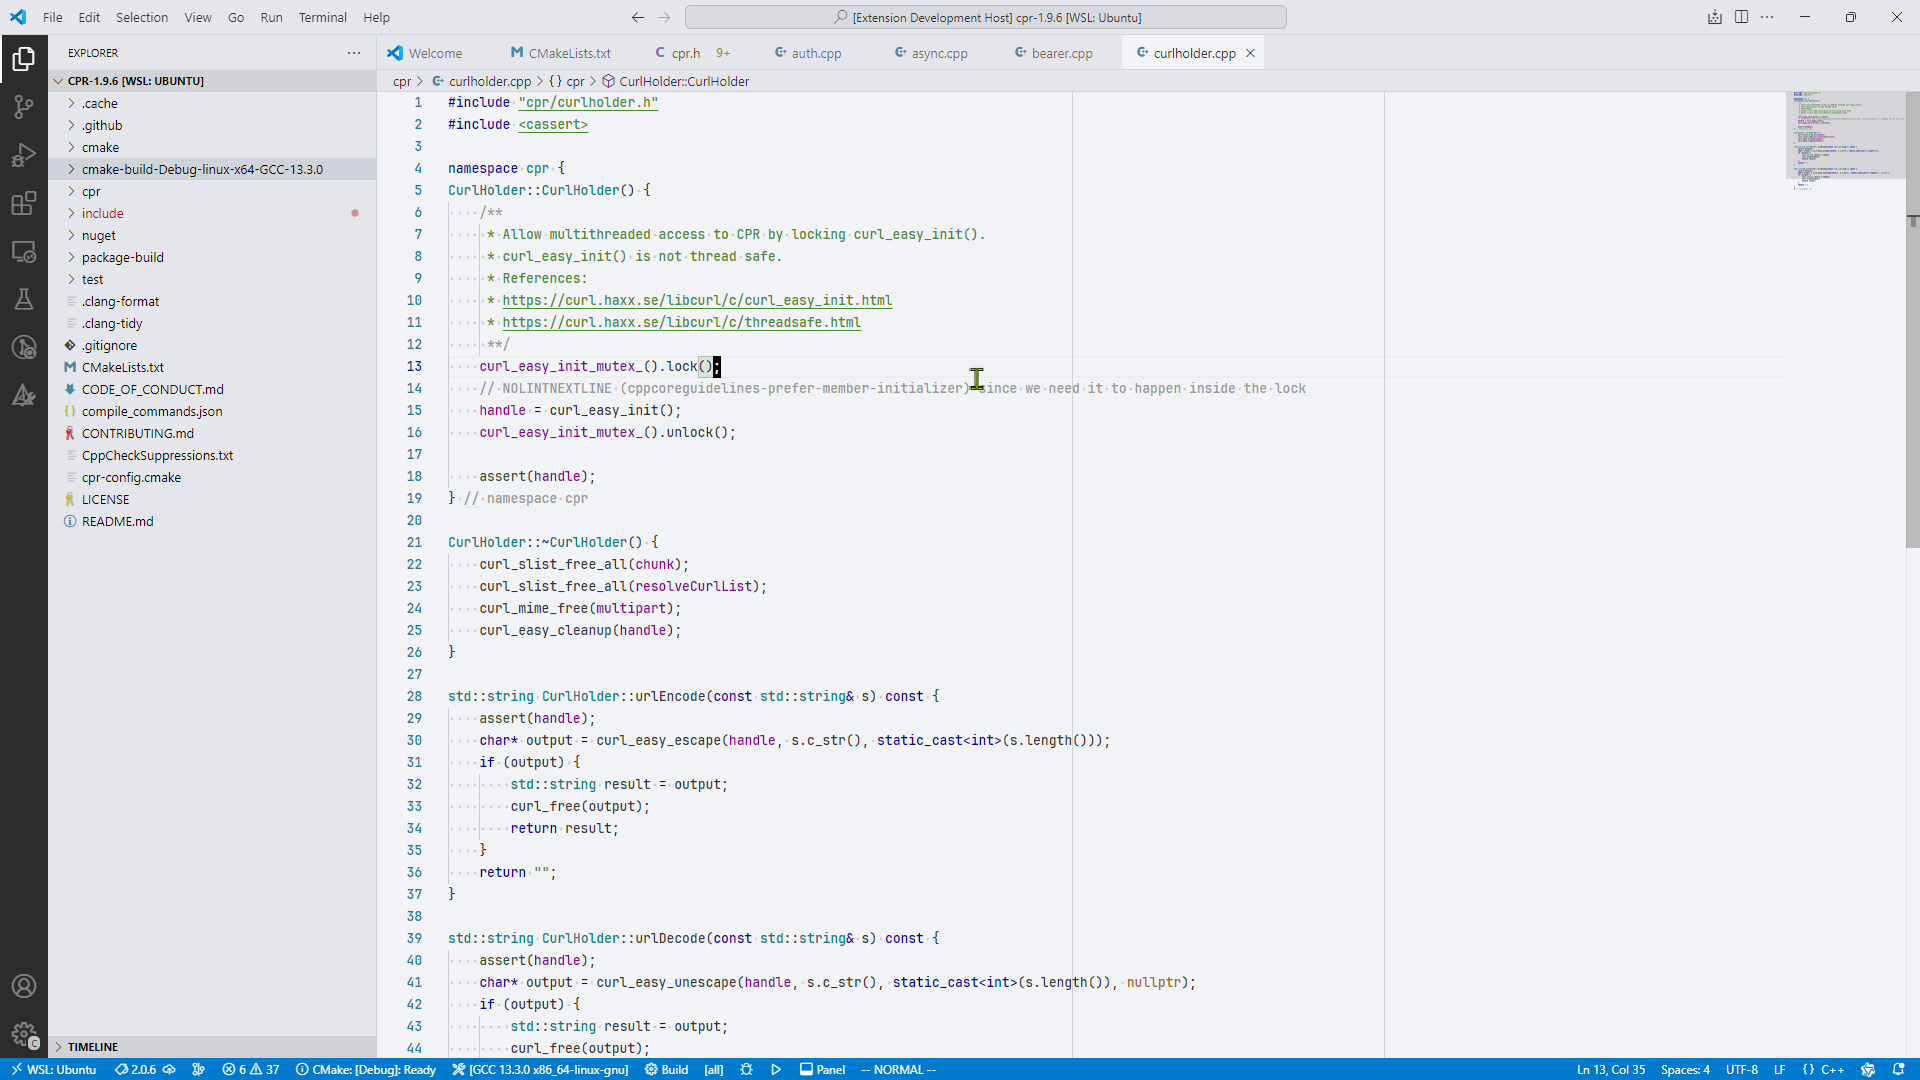 File Edit Selection View Go Run Terminal Help
[Extension Development Host] cpr-1.9.6 [WSL: Ubuntu]
EXPLORER
Welcome
CMakeLists.txt
cpr.h 9+
auth.cpp
async.cpp
bearer.cpp
curlholder.cpp
CPR-1.9.6 [WSL: UBUNTU]
cpr > curlholder.cpp > {} cpr > CurlHolder::CurlHolder
.cache
.github
cmake
cmake-build-Debug-linux-x64-GCC-13.3.0
cpr
include
nuget
package-build
test
.clang-format
.clang-tidy
.gitignore
CMakeLists.txt
CODE_OF_CONDUCT.md
compile_commands.json
CONTRIBUTING.md
CppCheckSuppressions.txt
cpr-config.cmake
LICENSE
README.md
TIMELINE
1 #include "cpr/curlholder.h"
2 #include <cassert>
3
4 namespace cpr {
5 CurlHolder::CurlHolder() {
6 /**
7 * Allow multithreaded access to CPR by locking curl_easy_init().
8 * curl_easy_init() is not thread safe.
9 * References:
10 * https://curl.haxx.se/libcurl/c/curl_easy_init.html
11 * https://curl.haxx.se/libcurl/c/threadsafe.html
12 **/
13 curl_easy_init_mutex_().lock();
14 // NOLINTNEXTLINE (cppcoreguidelines-prefer-member-initializer) since we need it to happen inside the lock
15 handle = curl_easy_init();
16 curl_easy_init_mutex_().unlock();
17
18 assert(handle);
19 } // namespace cpr
20
21 CurlHolder::~CurlHolder() {
22 curl_slist_free_all(chunk);
23 curl_slist_free_all(resolveCurlList);
24 curl_mime_free(multipart);
25 curl_easy_cleanup(handle);
26 }
27
28 std::string CurlHolder::urlEncode(const std::string& s) const {
29 assert(handle);
30 char* output = curl_easy_escape(handle, s.c_str(), static_cast<int>(s.length()));
31 if (output) {
32 std::string result = output;
33 curl_free(output);
34 return result;
35 }
36 return "";
37 }
38
39 std::string CurlHolder::urlDecode(const std::string& s) const {
40 assert(handle);
41 char* output = curl_easy_unescape(handle, s.c_str(), static_cast<int>(s.length()), nullptr);
42 if (output) {
43 std::string result = output;
44 curl_free(output);
WSL: Ubuntu 2.0.6 6 37 CMake: [Debug]: Ready [GCC 13.3.0 x86_64-linux-gnu] Build [all] Panel -- NORMAL -- Ln 13, Col 35 Spaces: 4 UTF-8 LF {} C++